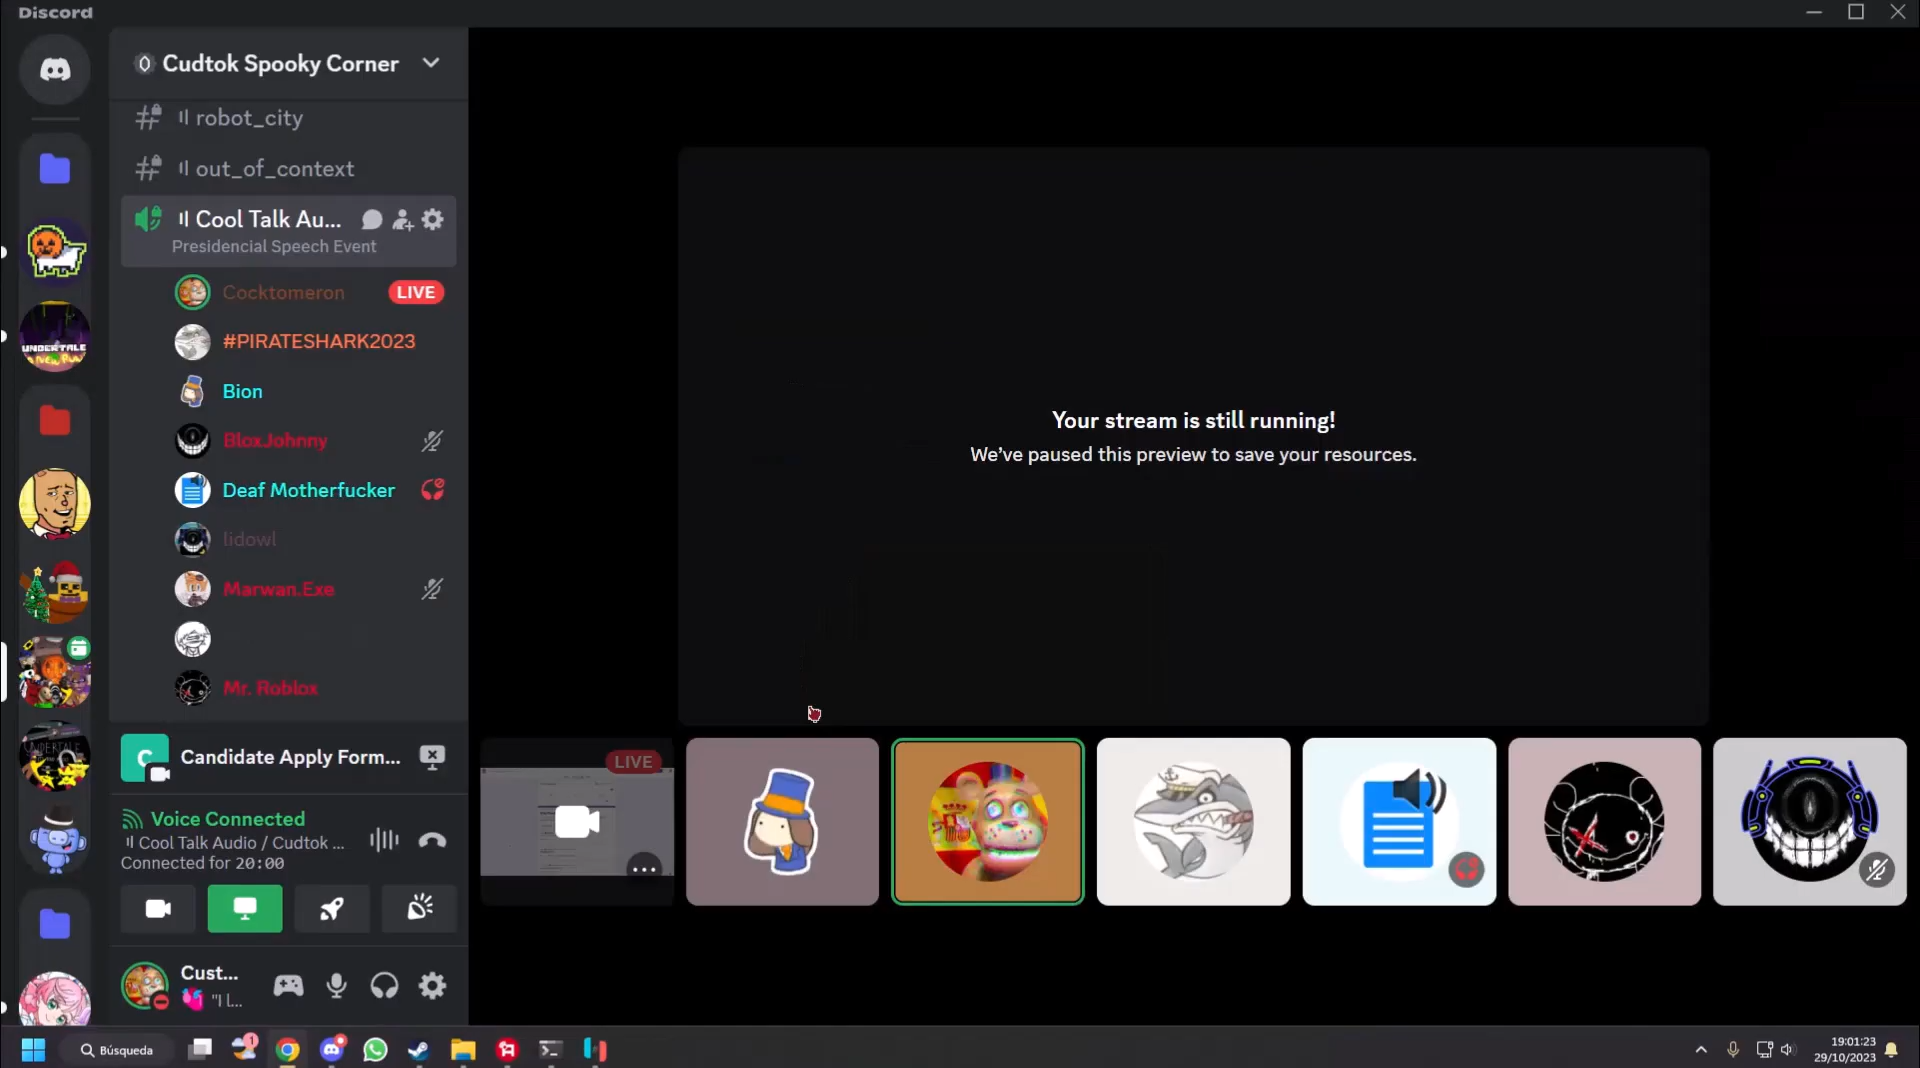 Discord
Cudtok Spooky Corner
robot_city
out_of_context
Cool Talk Au...
Presidencial Speech Event
Cocktomeron
LIVE
#PIRATESHARK2023
Bion
BloxJohnny
Deaf Motherfucker
lidowl
Marwan.Exe
Mr. Roblox
Your stream is still running!
We've paused this preview to save your resources.
LIVE
C
Candidate Apply Form...
Voice Connected
Cool Talk Audio / Cudtok ...
Connected for 20:00
Cust...
"I l...
UNDERTALE
Búsqueda
1
19:01:23
29/10/2023